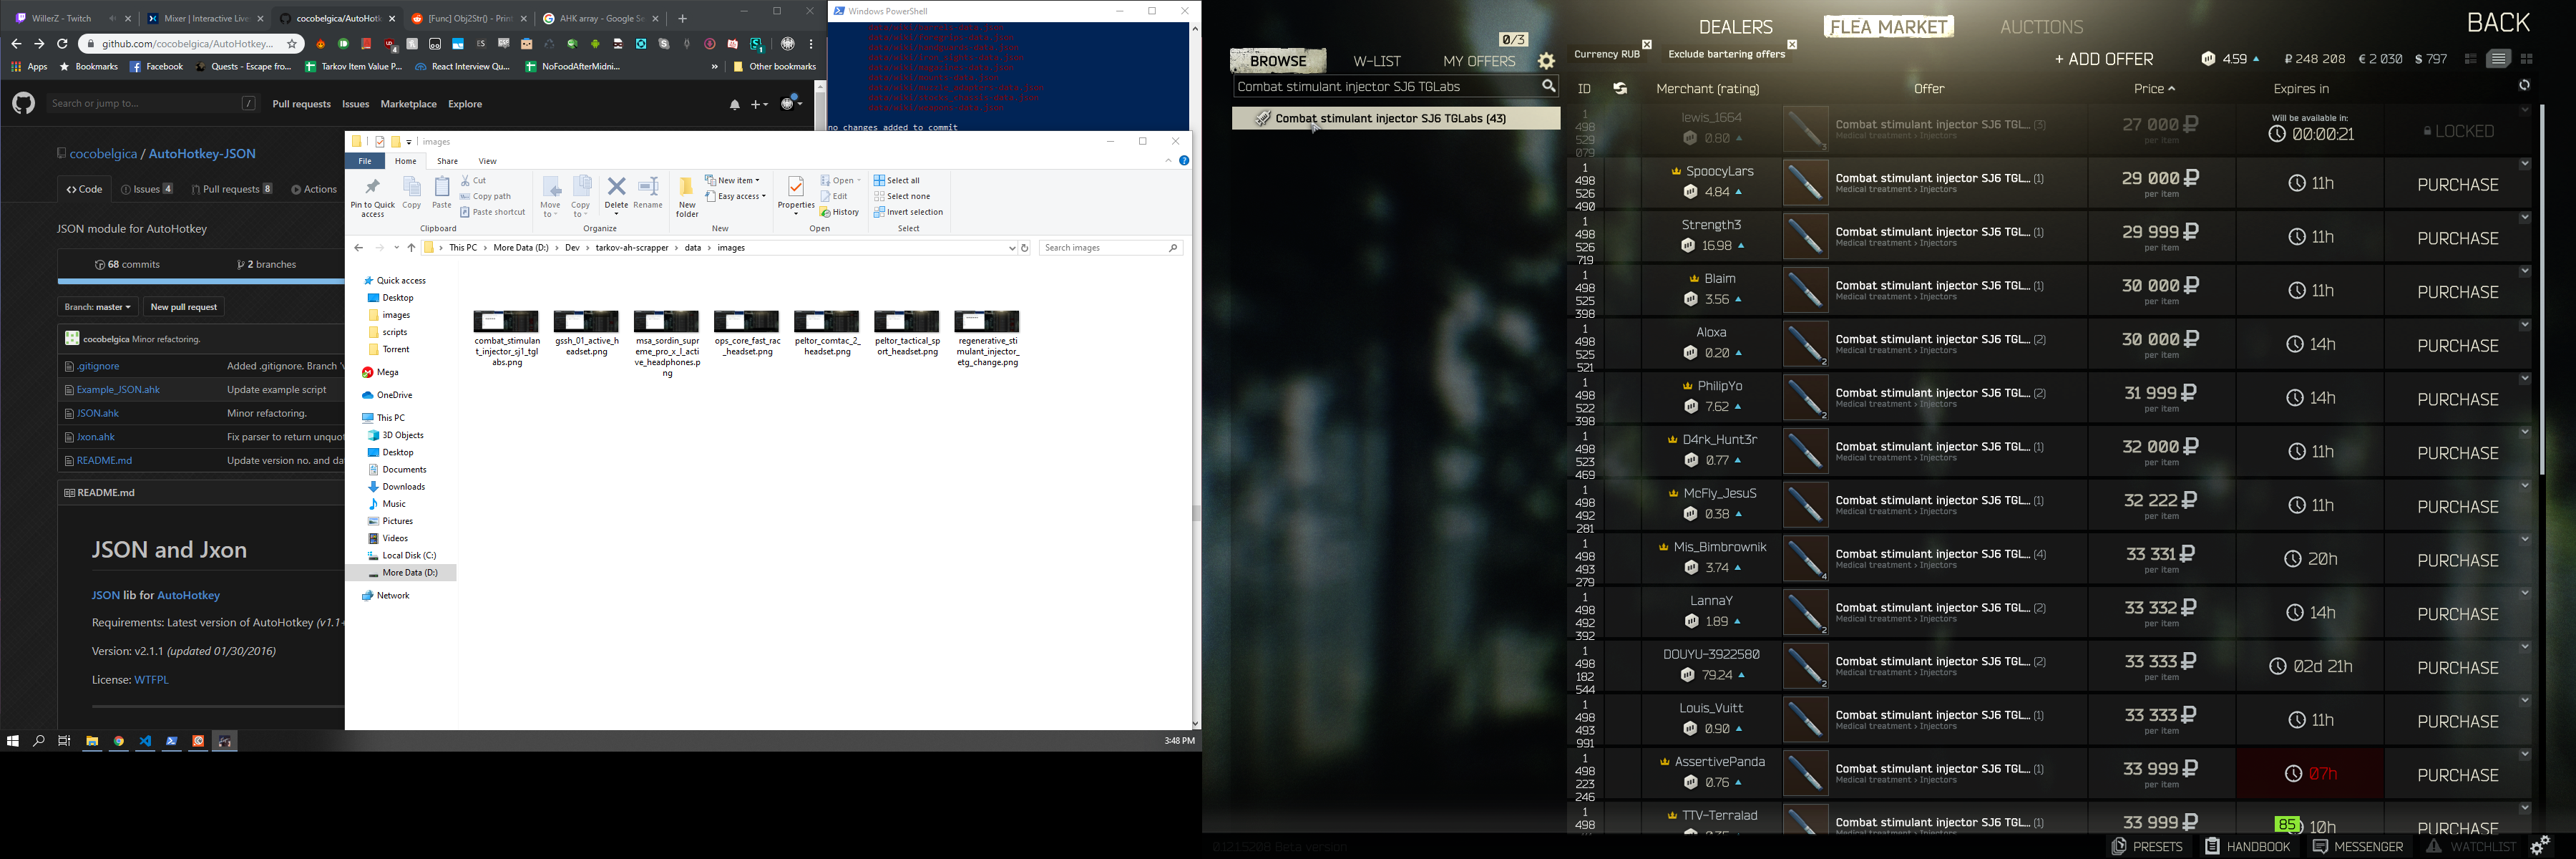 WillerZ - Twitch
Mixer | Interactive Live
cocobelgica/AutoHotk
[Func] Obj2Str() - Print
AHK array - Google Se
github.com/cocobelgica/AutoHotkey...
Apps
Bookmarks
Facebook
Quests - Escape fro...
Tarkov Item Value P...
React Interview Qu...
NoFoodAfterMidni...
»
Other bookmarks
Search or jump to...
/
Pull requests
Issues
Marketplace
Explore
cocobelgica / AutoHotkey-JSON
Code
Issues 4
Pull requests 8
Actions
JSON module for AutoHotkey
68 commits
2 branches
Branch: master
New pull request
cocobelgica Minor refactoring.
.gitignore
Added .gitignore. Branch 'v
Example_JSON.ahk
Update example script
JSON.ahk
Minor refactoring.
Jxon.ahk
Fix parser to return unquot
README.md
Update version no. and da
README.md
JSON and Jxon
JSON lib for AutoHotkey
Requirements: Latest version of AutoHotkey (v1.1+
Version: v2.1.1 (updated 01/30/2016)
License: WTFPL
Windows PowerShell
no changes added to commit
images
File
Home
Share
View
Pin to Quick access
Copy
Paste
Cut
Copy path
Paste shortcut
Clipboard
Move to
Copy to
Delete
Rename
Organize
New folder
New item
Easy access
New
Properties
Open
Edit
History
Open
Select all
Select none
Invert selection
Select
This PC > More Data (D:) > Dev > tarkov-ah-scrapper > data > images
Search images
Quick access
Desktop
images
scripts
Torrent
Mega
OneDrive
This PC
3D Objects
Desktop
Documents
Downloads
Music
Pictures
Videos
Local Disk (C:)
More Data (D:)
Network
combat_stimulant_injector_sj1_tglabs.png
gssh_01_active_headset.png
msa_sordin_supreme_pro_x_l_active_headphones.png
ops_core_fast_rac_headset.png
peltor_comtac_2_headset.png
peltor_tactical_sport_headset.png
regenerative_stimulant_injector_etg_change.png
3:48 PM
DEALERS
FLEA MARKET
AUCTIONS
BACK
BROWSE
W-LIST
0/3
MY OFFERS
Currency RUB
Exclude bartering offers
+ ADD OFFER
4.59
₽ 248 208
€ 2 030
$ 797
Combat stimulant injector SJ6 TGLabs
Combat stimulant injector SJ6 TGLabs (43)
ID
Merchant (rating)
Offer
Price
Expires in
1 498 529 079
lewis_1664
0.80
3
Combat stimulant injector SJ6 TGL... (3)
Medical treatment > Injectors
27 000 ₽
per item
Will be available in:
00:00:21
LOCKED
1 498 526 490
SpoocyLars
4.84
Combat stimulant injector SJ6 TGL... (1)
Medical treatment > Injectors
29 000 ₽
per item
11h
PURCHASE
1 498 526 719
Strength3
16.98
Combat stimulant injector SJ6 TGL... (1)
Medical treatment > Injectors
29 999 ₽
per item
11h
PURCHASE
1 498 525 398
Blaim
3.56
Combat stimulant injector SJ6 TGL... (1)
Medical treatment > Injectors
30 000 ₽
per item
11h
PURCHASE
1 498 525 521
Aloxa
0.20
2
Combat stimulant injector SJ6 TGL... (2)
Medical treatment > Injectors
30 000 ₽
per item
14h
PURCHASE
1 498 522 398
PhilipYo
7.62
2
Combat stimulant injector SJ6 TGL... (2)
Medical treatment > Injectors
31 999 ₽
per item
14h
PURCHASE
1 498 523 469
D4rk_Hunt3r
0.77
Combat stimulant injector SJ6 TGL... (1)
Medical treatment > Injectors
32 000 ₽
per item
11h
PURCHASE
1 498 492 281
McFly_JesuS
0.38
Combat stimulant injector SJ6 TGL... (1)
Medical treatment > Injectors
32 222 ₽
per item
11h
PURCHASE
1 498 493 279
Mis_Bimbrownik
3.74
4
Combat stimulant injector SJ6 TGL... (4)
Medical treatment > Injectors
33 331 ₽
per item
20h
PURCHASE
1 498 492 392
LannaY
1.89
2
Combat stimulant injector SJ6 TGL... (2)
Medical treatment > Injectors
33 332 ₽
per item
14h
PURCHASE
1 498 182 544
DOUYU-3922580
79.24
2
Combat stimulant injector SJ6 TGL... (2)
Medical treatment > Injectors
33 333 ₽
per item
02d 21h
PURCHASE
1 498 493 991
Louis_Vuitt
0.90
Combat stimulant injector SJ6 TGL... (1)
Medical treatment > Injectors
33 333 ₽
per item
11h
PURCHASE
1 498 223 246
AssertivePanda
0.76
Combat stimulant injector SJ6 TGL... (1)
Medical treatment > Injectors
33 999 ₽
per item
07h
PURCHASE
1 498
TTV-Terralad
Combat stimulant injector SJ6 TGL... (1)
Medical treatment > Injectors
33 999 ₽
per item
85
10h
PURCHASE
PRESETS
HANDBOOK
MESSENGER
WATCHLIST